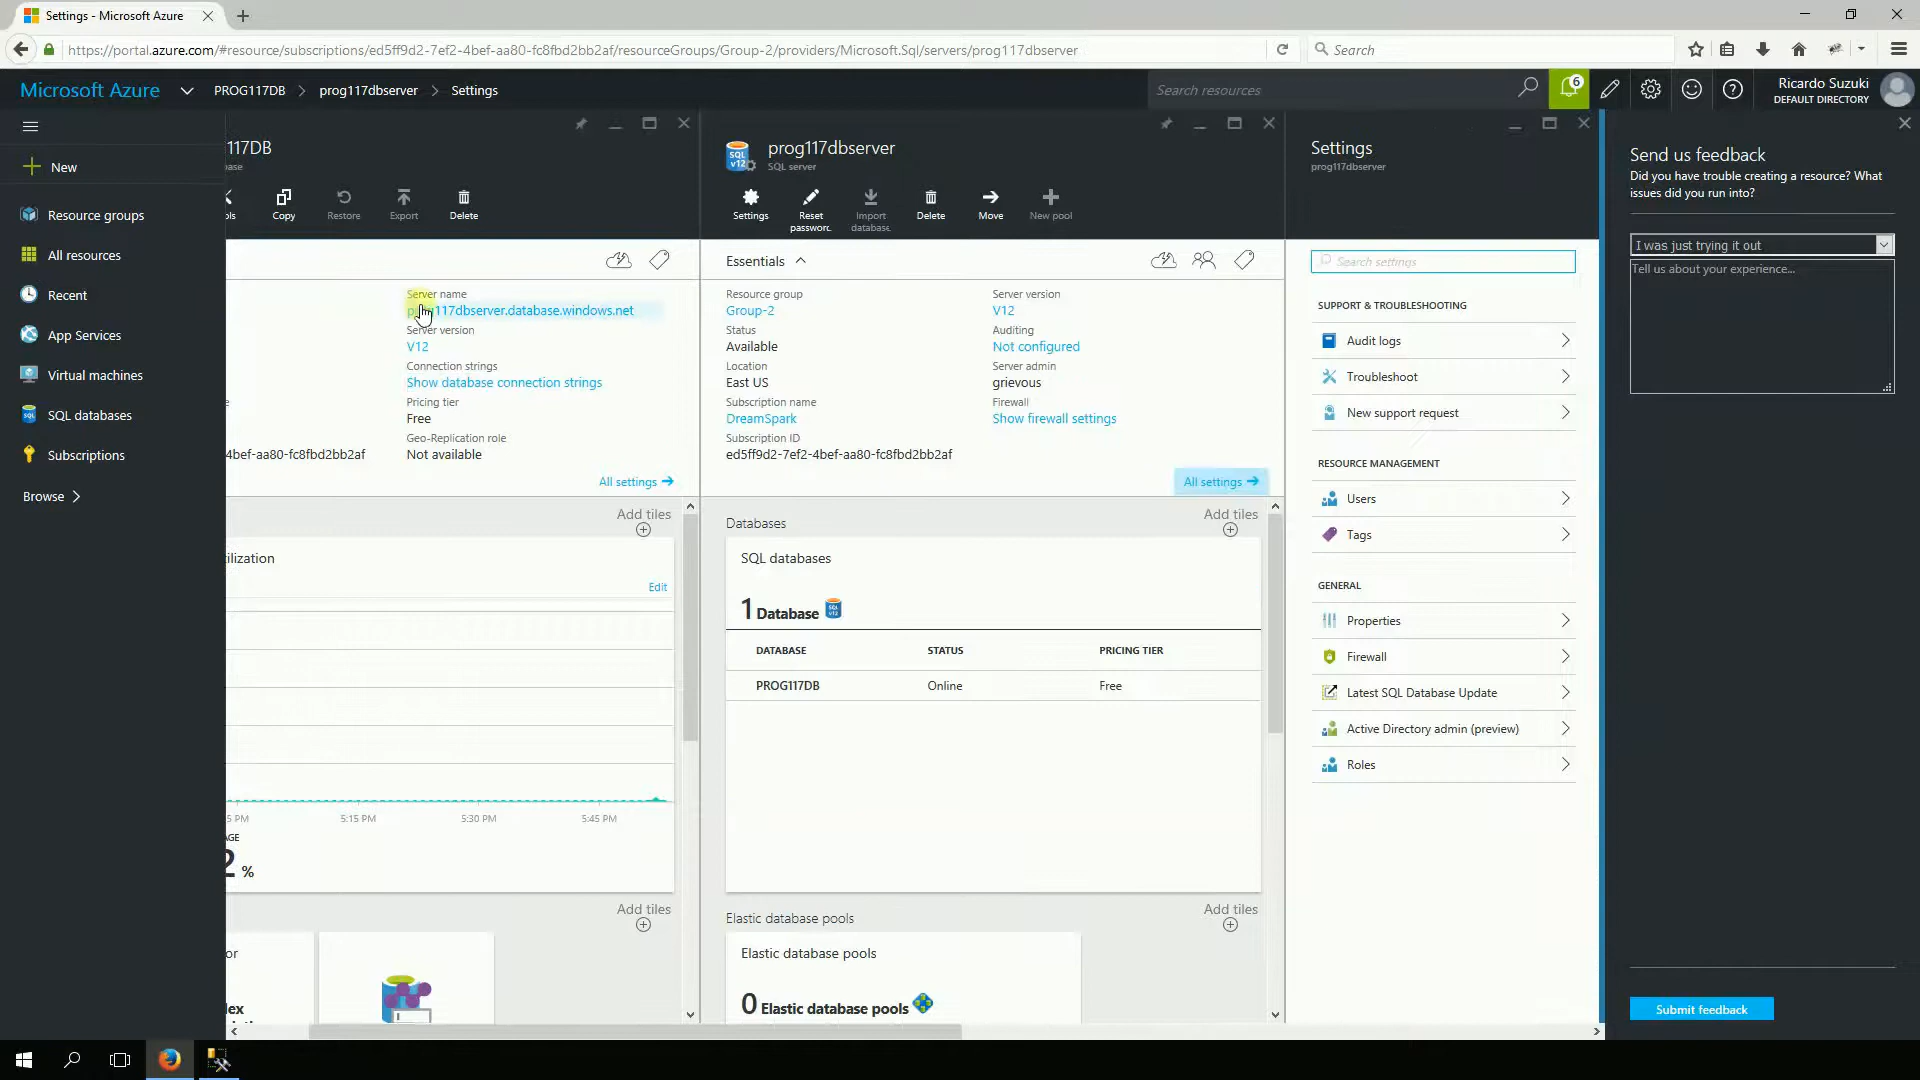 Settings - Microsoft Azure
https://portal.azure.com/#resource/subscriptions/ed5ff9d2-7ef2-4bef-aa80-fc8fbd2bb2af/resourceGroups/Group-2/providers/Microsoft.Sql/servers/prog117dbserver
Search
Microsoft Azure
PROG117DB
prog117dbserver
Settings
Search resources
6
Ricardo Suzuki
DEFAULT DIRECTORY
New
Resource groups
All resources
Recent
App Services
Virtual machines
SQL databases
Subscriptions
Browse
117DB
base
ols
Copy
Restore
Export
Delete
Server name
prog117dbserver.database.windows.net
Server version
V12
Connection strings
Show database connection strings
Pricing tier
Free
Geo-Replication role
4bef-aa80-fc8fbd2bb2af
Not available
All settings
Add tiles
ilization
Edit
5 PM
5:15 PM
5:30 PM
5:45 PM
AGE
2 %
Add tiles
or
dex
prog117dbserver
SQL server
Settings
Reset
password
Import
database
Delete
Move
New pool
Essentials
Resource group
Group-2
Status
Available
Location
East US
Subscription name
DreamSpark
Subscription ID
ed5ff9d2-7ef2-4bef-aa80-fc8fbd2bb2af
Server version
V12
Auditing
Not configured
Server admin
grievous
Firewall
Show firewall settings
All settings
Databases
Add tiles
SQL databases
1 Database
DATABASE STATUS PRICING TIER
PROG117DB Online Free
Elastic database pools
Add tiles
Elastic database pools
0 Elastic database pools
Settings
prog117dbserver
Search settings
SUPPORT & TROUBLESHOOTING
Audit logs
Troubleshoot
New support request
RESOURCE MANAGEMENT
Users
Tags
GENERAL
Properties
Firewall
Latest SQL Database Update
Active Directory admin (preview)
Roles
Send us feedback
Did you have trouble creating a resource? What
issues did you run into?
I was just trying it out
Tell us about your experience...
Submit feedback